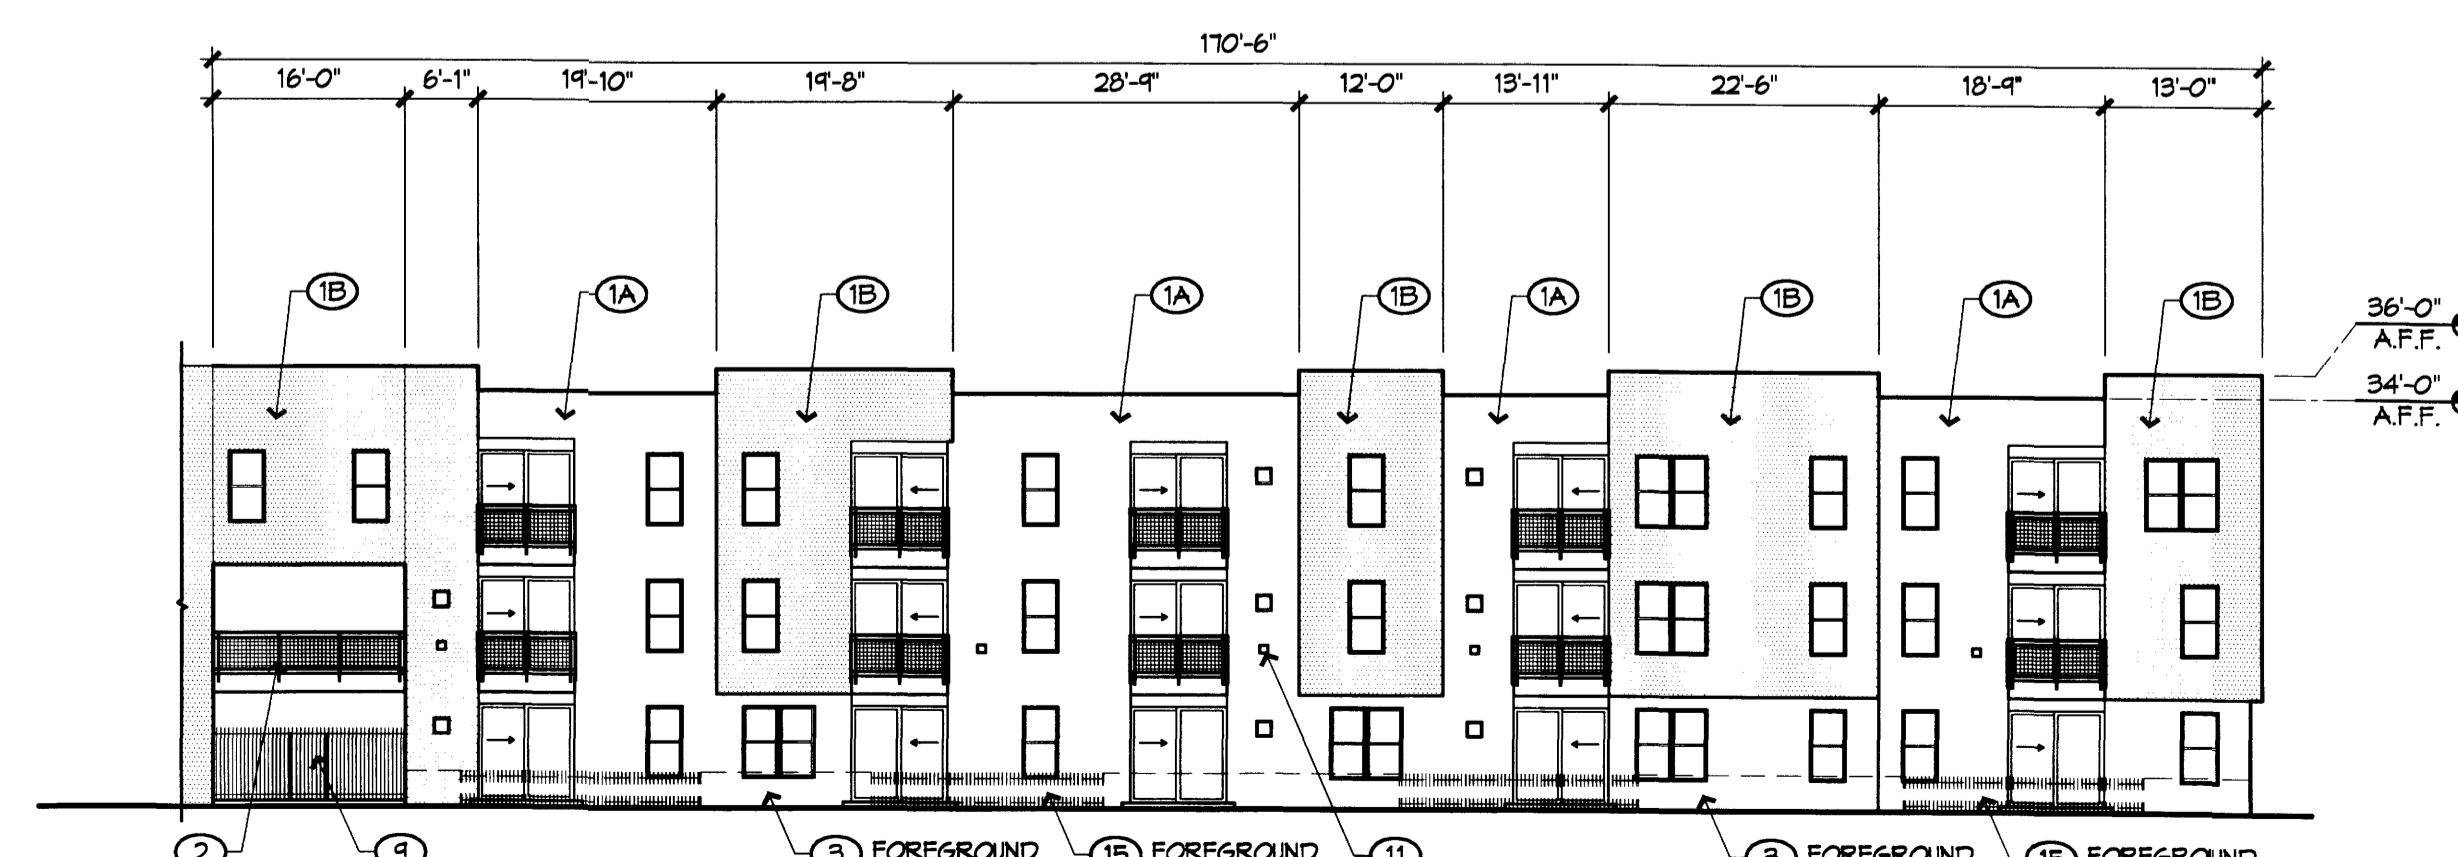 170'-6"
16'-0" 6'-1" 19'-10" 19'-8" 28'-9" 12'-0" 13'-11" 22'-6" 18'-9" 13'-0"
1B 1A 1B 1A 1B 1A 1B 1A 1B
36'-0"
A.F.F.
34'-0"
A.F.F.
2 9 3 FOREGROUND 15 FOREGROUND 11 3 FOREGROUND 15 FOREGROUND